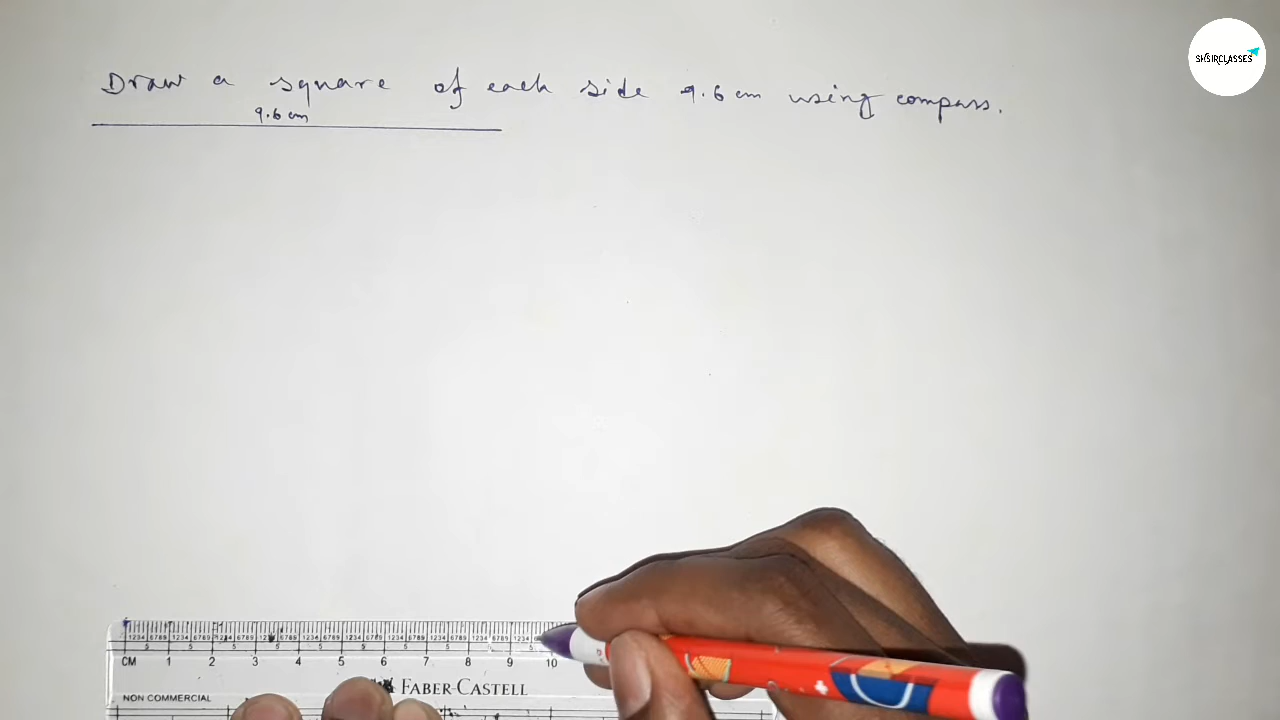 SHSIRCLASSES
Draw a square of each side 9.6 cm using compass.
9.6 cm
CM 1 2 3 4 5 6 7 8 9 10
FABER-CASTELL
NON COMMERCIAL